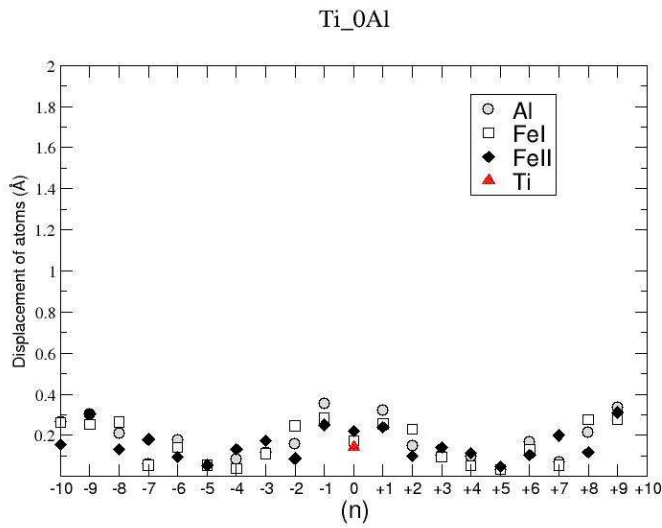 Ti_0Al
2
1.8
1.6
1.4
1.2
1
0.8
0.6
0.4
0.2
Displacement of atoms (Å)
Al
FeI
FeII
Ti
-10 -9 -8 -7 -6 -5 -4 -3 -2 -1 0 +1 +2 +3 +4 +5 +6 +7 +8 +9 +10
(n)